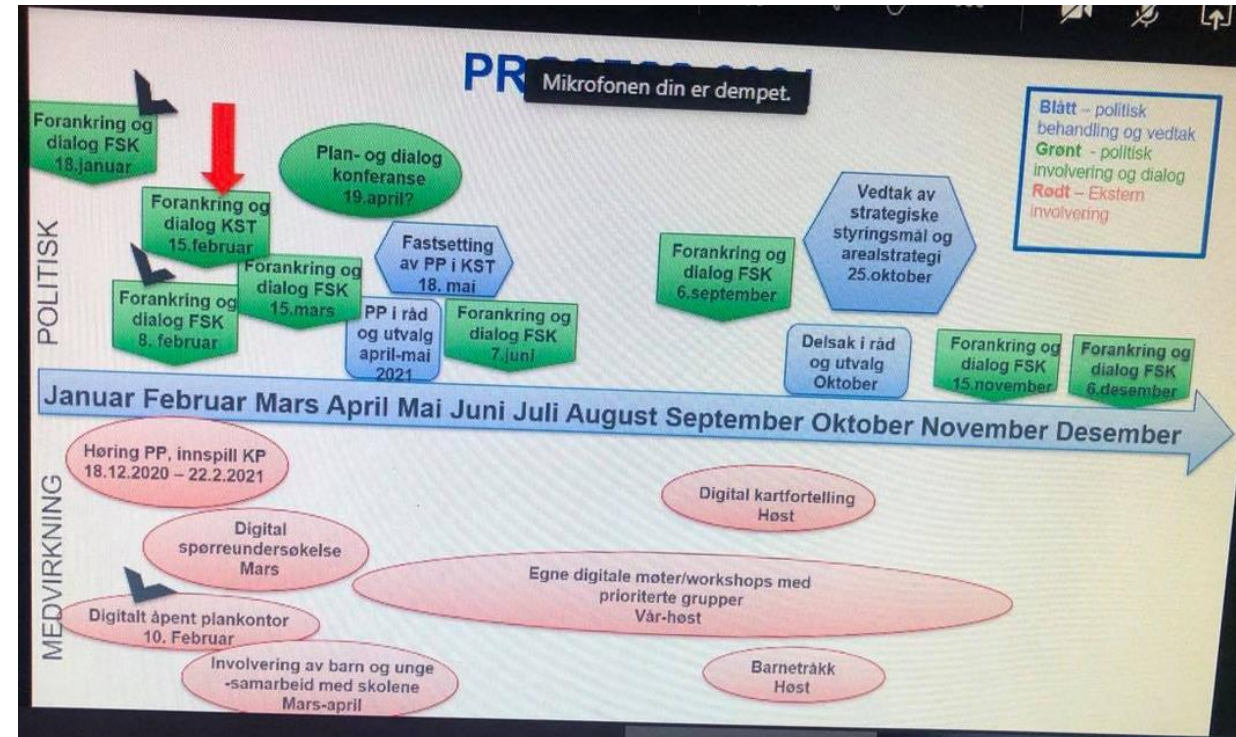 PR
Mikrofonen din er dempet.
Blått – politisk
behandling og vedtak
Grønt - politisk
involvering og dialog
Rødt – Ekstern
involvering
POLITISK
Forankring og
dialog FSK
18.januar
Forankring og
dialog KST
15.februar
Plan- og dialog
konferanse
19.april?
Forankring og
dialog FSK
8. februar
Forankring og
dialog FSK
15.mars
Fastsetting
av PP i KST
18. mai
PP i råd
og utvalg
april-mai
2021
Forankring og
dialog FSK
7.juni
Forankring og
dialog FSK
6.september
Vedtak av
strategiske
styringsmål og
arealstrategi
25.oktober
Delsak i råd
og utvalg
Oktober
Forankring og
dialog FSK
15.november
Forankring og
dialog FSK
6.desember
Januar Februar Mars April Mai Juni Juli August September Oktober November Desember
MEDVIRKNING
Høring PP, innspill KP
18.12.2020 – 22.2.2021
Digital
spørreundersøkelse
Mars
Digitalt åpent plankontor
10. Februar
Involvering av barn og unge
-samarbeid med skolene
Mars-april
Digital kartfortelling
Høst
Egne digitale møter/workshops med
prioriterte grupper
Vår-høst
Barnetråkk
Høst